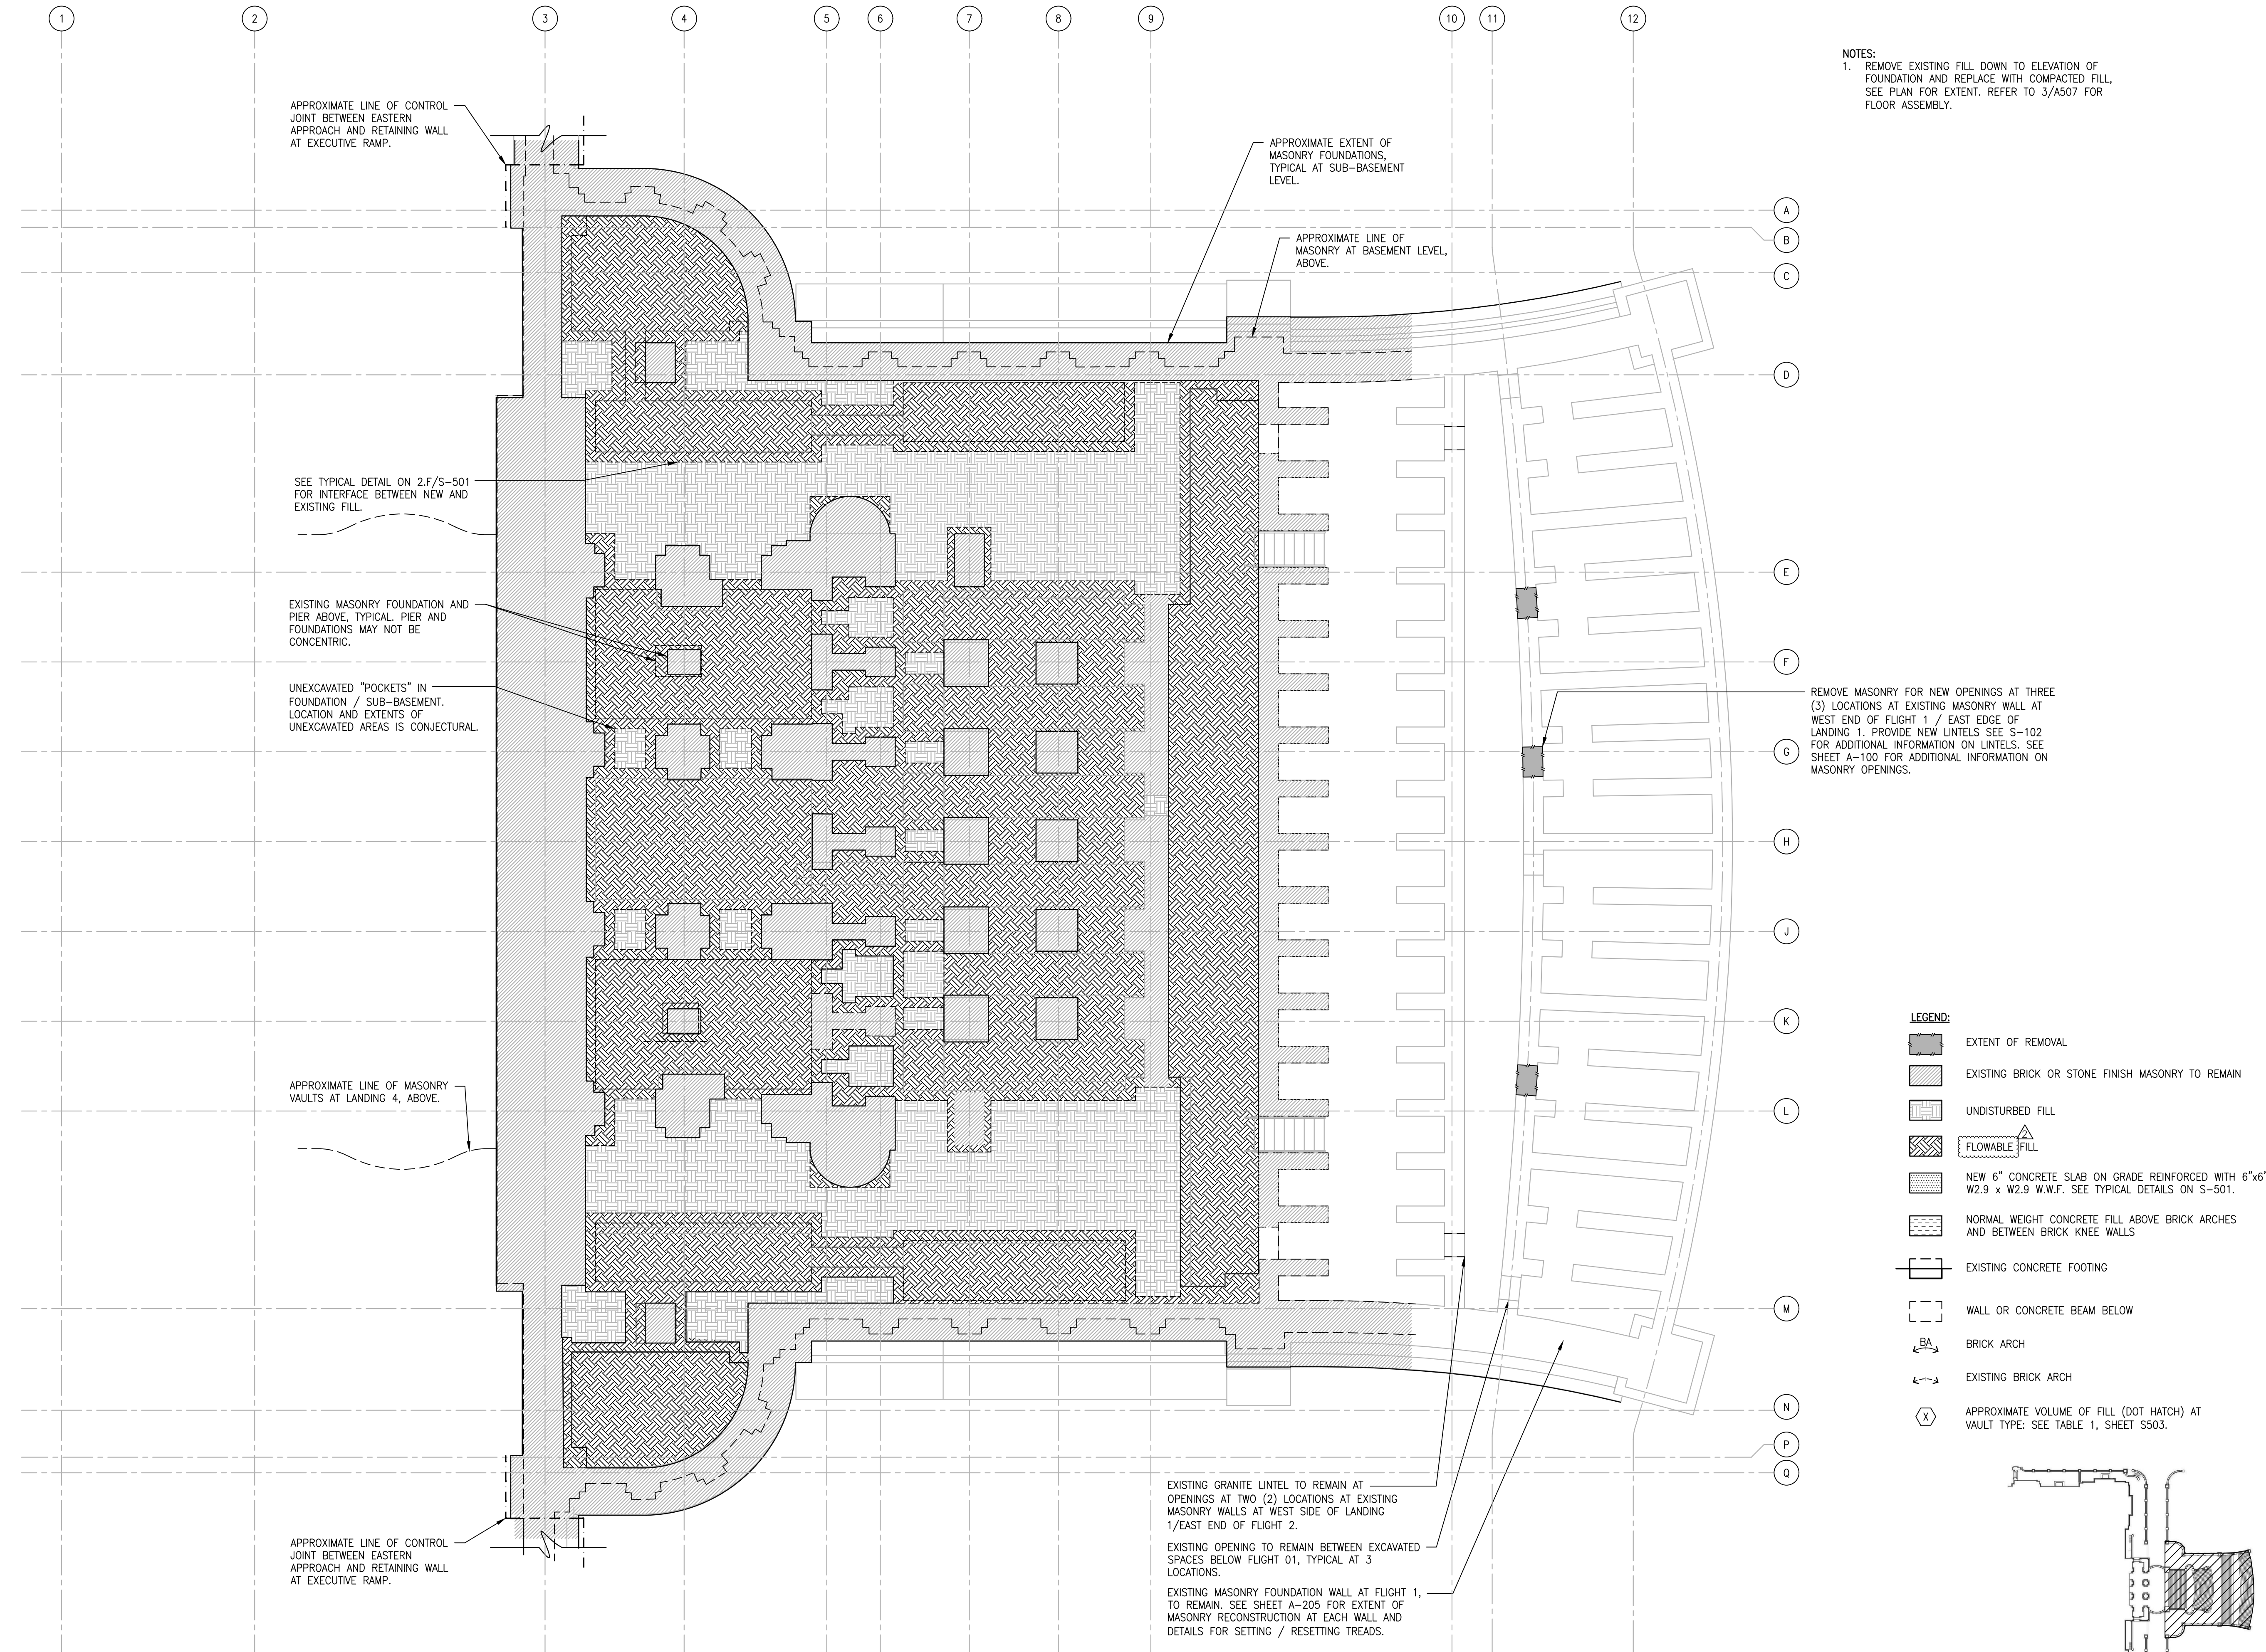 1
2
3
4
5
6
7
8
9
10
11
12
NOTES:
1. REMOVE EXISTING FILL DOWN TO ELEVATION OF
FOUNDATION AND REPLACE WITH COMPACTED FILL,
SEE PLAN FOR EXTENT. REFER TO 3/A507 FOR
FLOOR ASSEMBLY.
APPROXIMATE LINE OF CONTROL
JOINT BETWEEN EASTERN
APPROACH AND RETAINING WALL
AT EXECUTIVE RAMP.
APPROXIMATE EXTENT OF
MASONRY FOUNDATIONS,
TYPICAL AT SUB-BASEMENT
LEVEL.
A
B
APPROXIMATE LINE OF
MASONRY AT BASEMENT LEVEL,
ABOVE.
C
D
SEE TYPICAL DETAIL ON 2.F/S-501
FOR INTERFACE BETWEEN NEW AND
EXISTING FILL.
E
EXISTING MASONRY FOUNDATION AND
PIER ABOVE, TYPICAL. PIER AND
FOUNDATIONS MAY NOT BE
CONCENTRIC.
F
UNEXCAVATED "POCKETS" IN
FOUNDATION / SUB-BASEMENT.
LOCATION AND EXTENTS OF
UNEXCAVATED AREAS IS CONJECTURAL.
REMOVE MASONRY FOR NEW OPENINGS AT THREE
(3) LOCATIONS AT EXISTING MASONRY WALL AT
WEST END OF FLIGHT 1 / EAST EDGE OF
LANDING 1. PROVIDE NEW LINTELS SEE S-102
FOR ADDITIONAL INFORMATION ON LINTELS. SEE
SHEET A-100 FOR ADDITIONAL INFORMATION ON
MASONRY OPENINGS.
G
H
J
K
APPROXIMATE LINE OF MASONRY
VAULTS AT LANDING 4, ABOVE.
L
M
N
P
Q
LEGEND:
EXTENT OF REMOVAL
EXISTING BRICK OR STONE FINISH MASONRY TO REMAIN
UNDISTURBED FILL
2
FLOWABLE FILL
NEW 6" CONCRETE SLAB ON GRADE REINFORCED WITH 6"x6"
W2.9 x W2.9 W.W.F. SEE TYPICAL DETAILS ON S-501.
NORMAL WEIGHT CONCRETE FILL ABOVE BRICK ARCHES
AND BETWEEN BRICK KNEE WALLS
EXISTING CONCRETE FOOTING
WALL OR CONCRETE BEAM BELOW
BA
BRICK ARCH
EXISTING BRICK ARCH
X
APPROXIMATE VOLUME OF FILL (DOT HATCH) AT
VAULT TYPE: SEE TABLE 1, SHEET S503.
APPROXIMATE LINE OF CONTROL
JOINT BETWEEN EASTERN
APPROACH AND RETAINING WALL
AT EXECUTIVE RAMP.
EXISTING GRANITE LINTEL TO REMAIN AT
OPENINGS AT TWO (2) LOCATIONS AT EXISTING
MASONRY WALLS AT WEST SIDE OF LANDING
1/EAST END OF FLIGHT 2.
EXISTING OPENING TO REMAIN BETWEEN EXCAVATED
SPACES BELOW FLIGHT 01, TYPICAL AT 3
LOCATIONS.
EXISTING MASONRY FOUNDATION WALL AT FLIGHT 1,
TO REMAIN. SEE SHEET A-205 FOR EXTENT OF
MASONRY RECONSTRUCTION AT EACH WALL AND
DETAILS FOR SETTING / RESETTING TREADS.